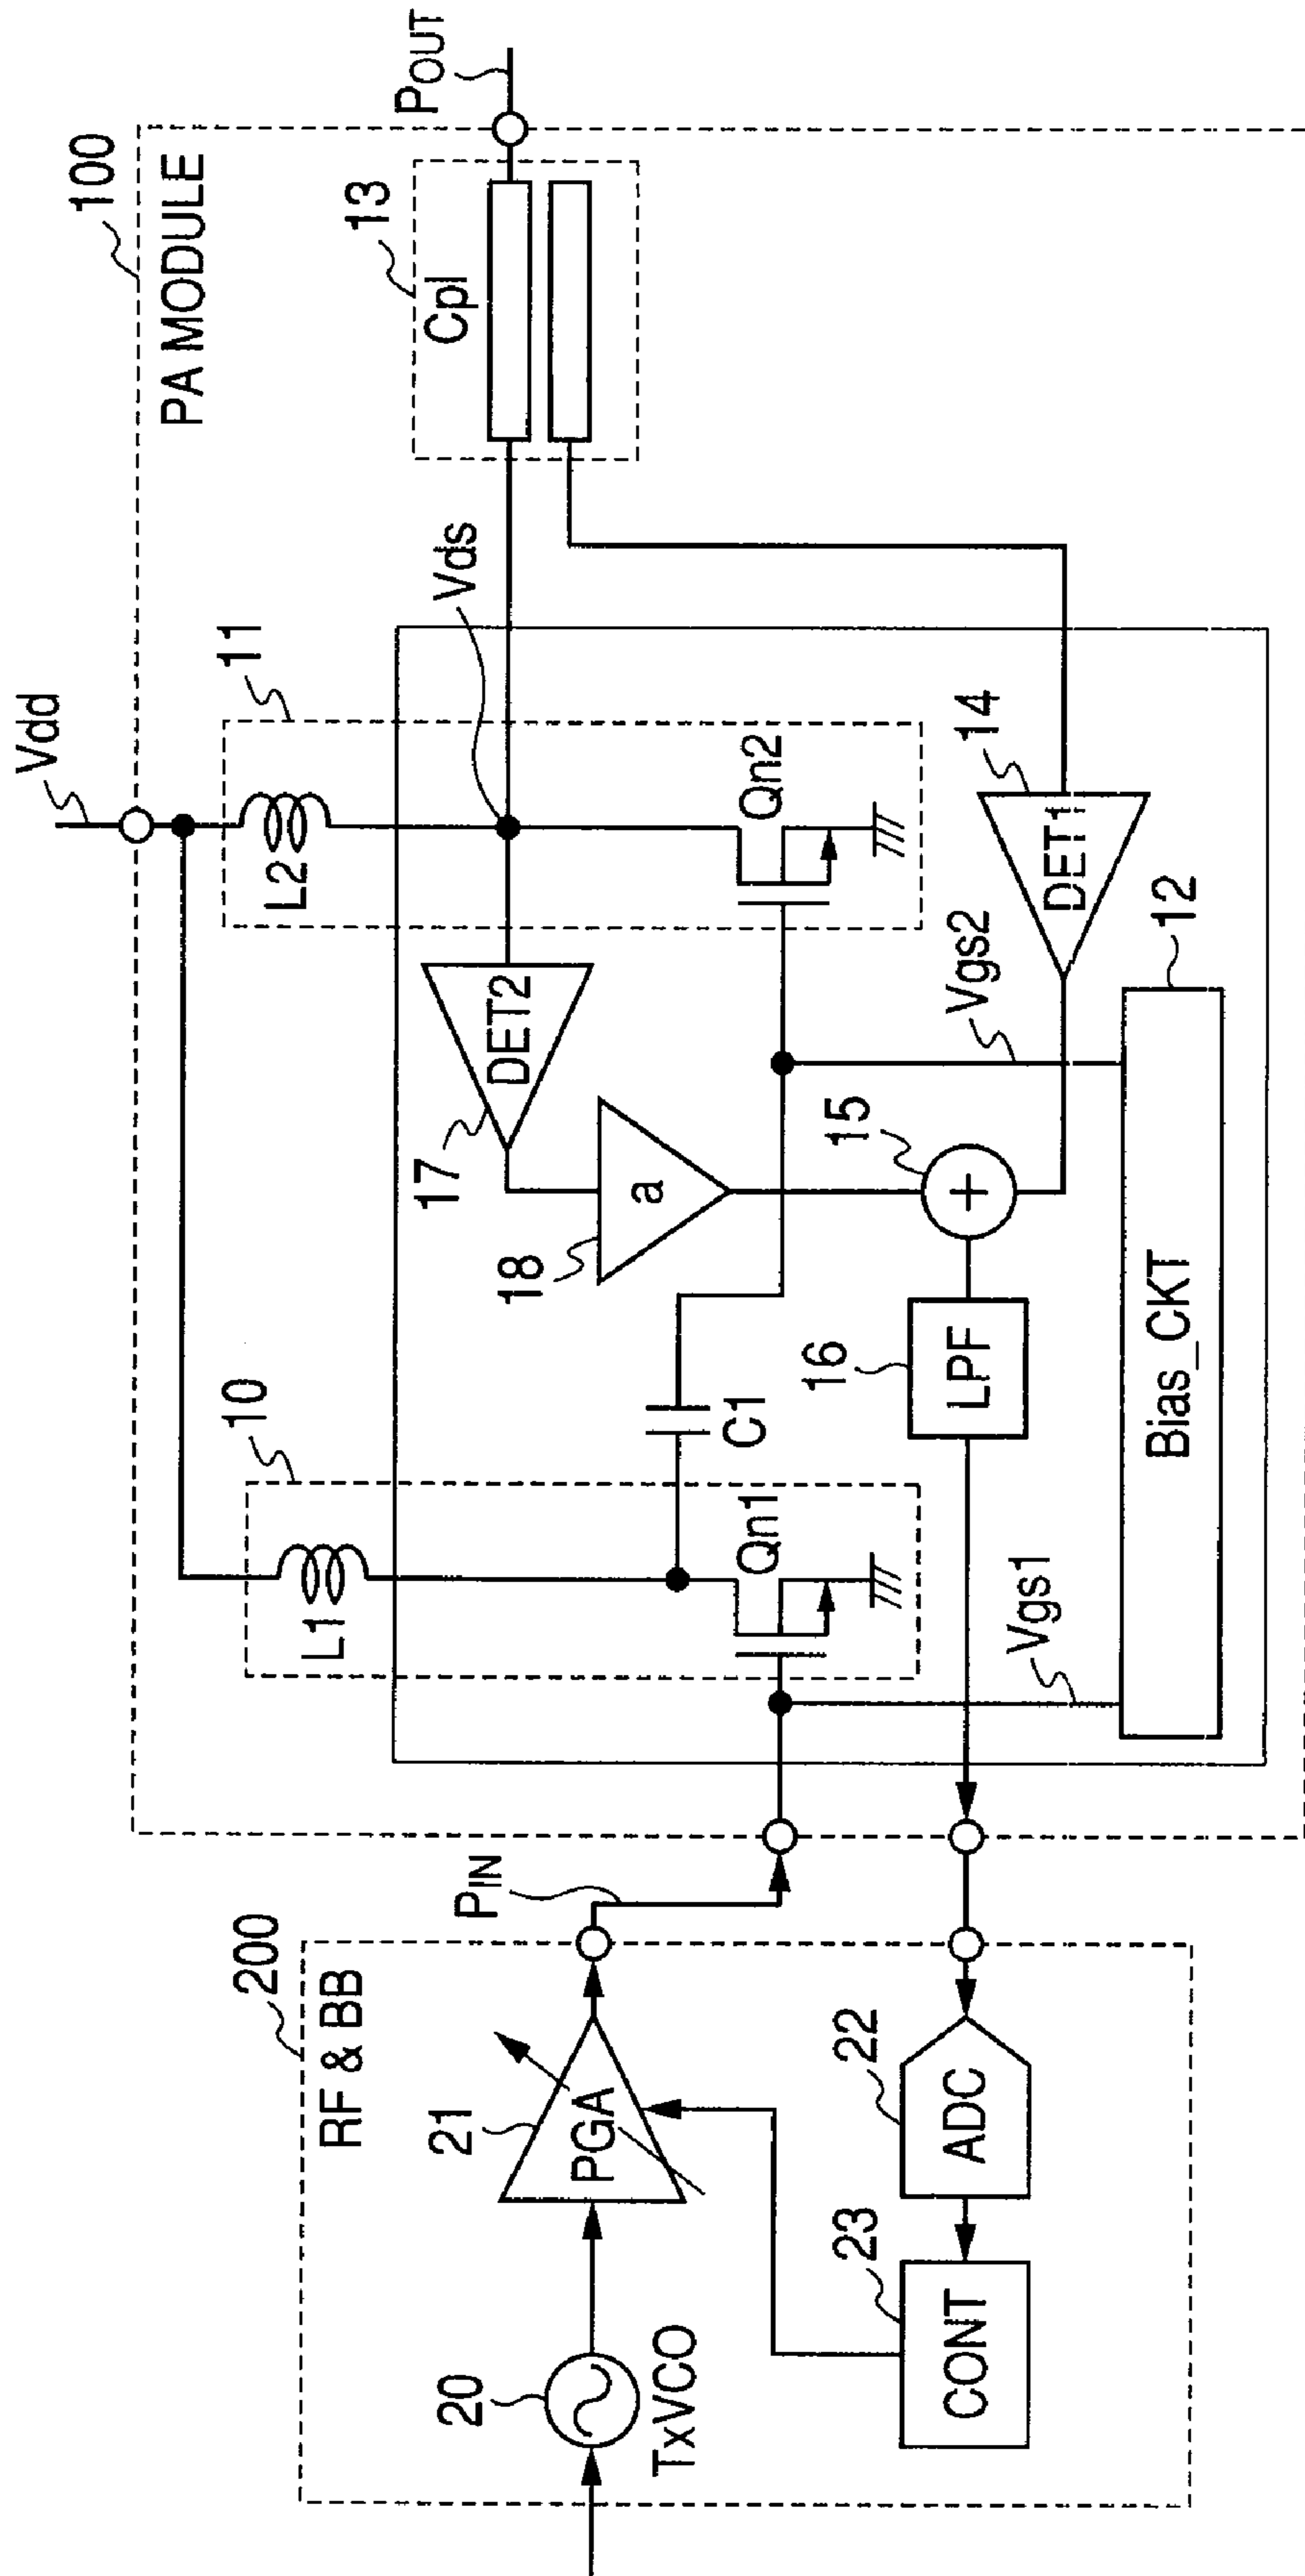 Vdd
100
PA MODULE
10
11
13
L1
L2
Cpl
POUT
Vds
200
RF & BB
PIN
17
DET2
18
a
20
TxVCO
21
PGA
C1
Qn1
Qn2
23
CONT
22
ADC
16
LPF
15
+
14
DET1
Vgs1
Vgs2
12
Bias_CKT